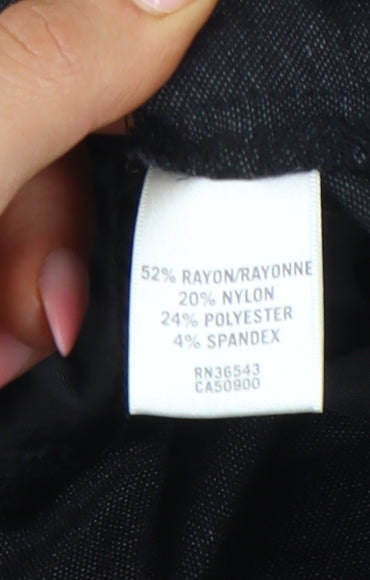 52% RAYON/RAYONNE
20% NYLON
24% POLYESTER
4% SPANDEX
RN36543
CA50900